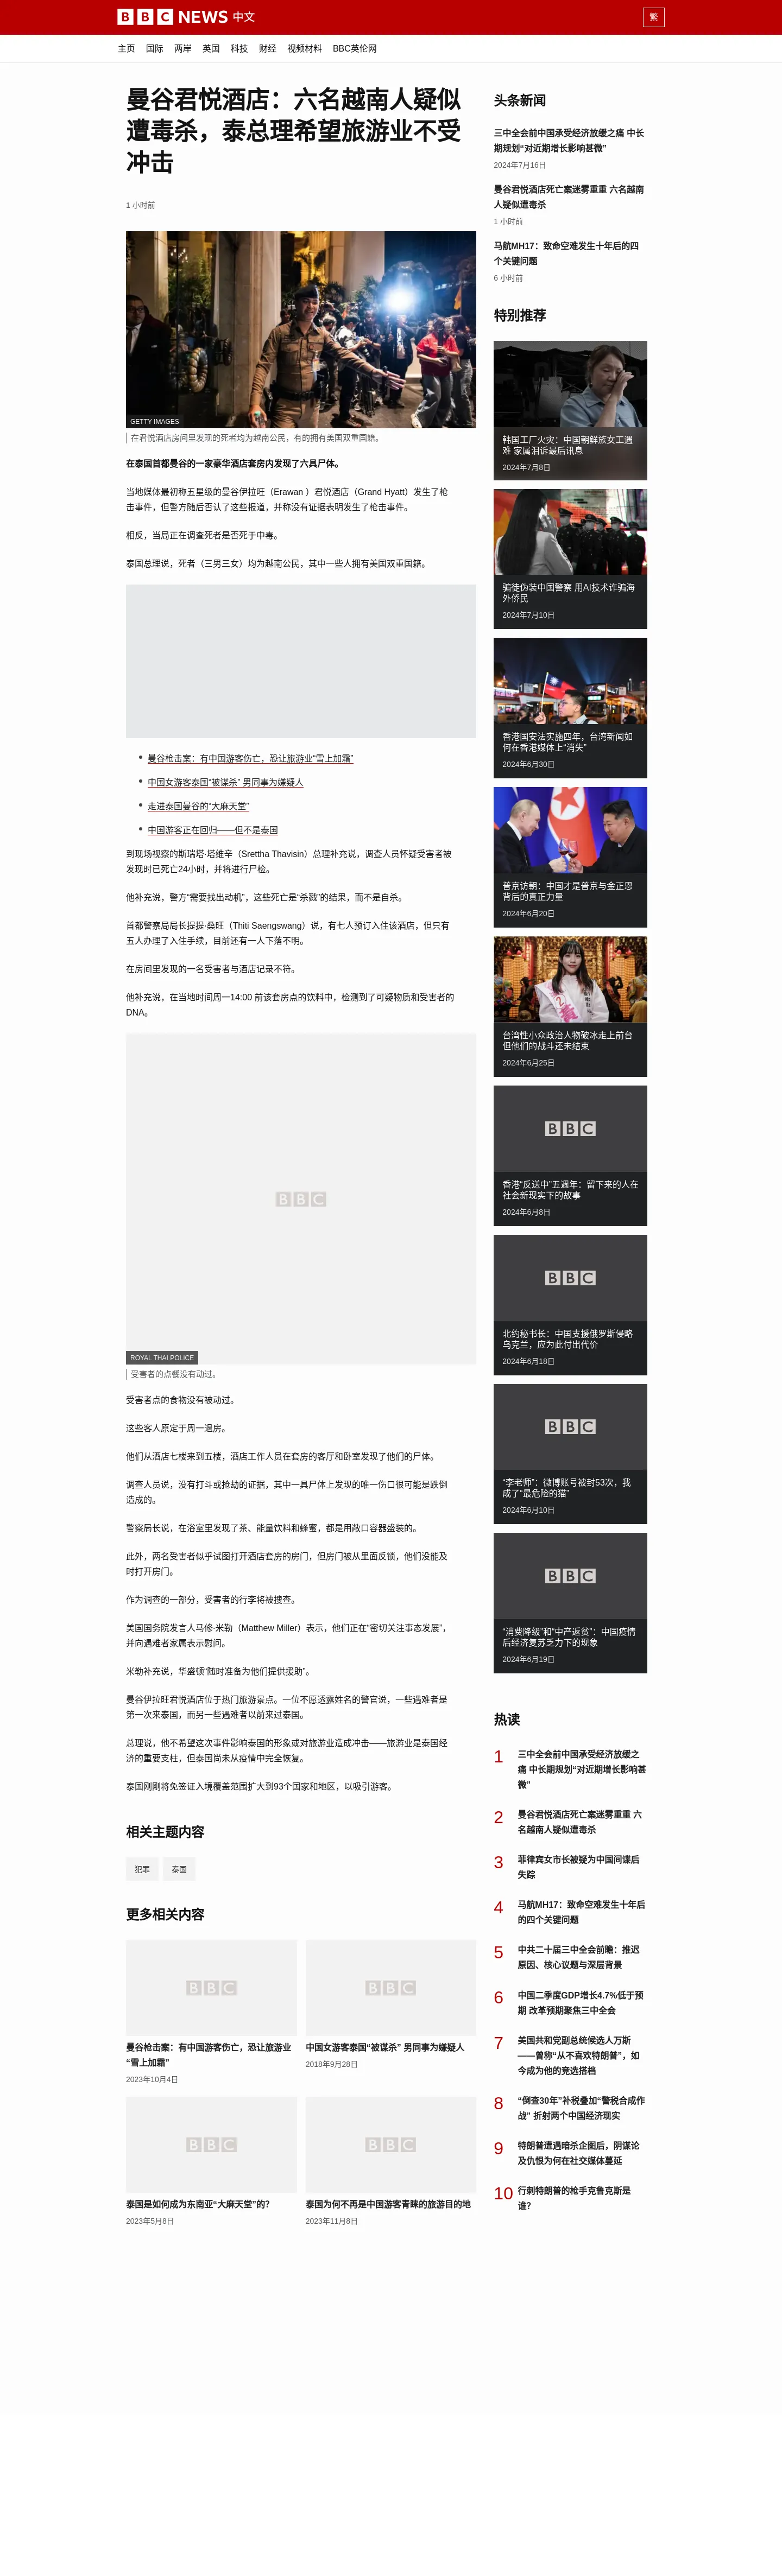 BBC NEWS 中文
繁
主页 国际 两岸 英国 科技 财经 视频材料 BBC英伦网
曼谷君悦酒店：六名越南人疑似
遭毒杀，泰总理希望旅游业不受
冲击
1 小时前
GETTY IMAGES
在君悦酒店房间里发现的死者均为越南公民，有的拥有美国双重国籍。
在泰国首都曼谷的一家豪华酒店套房内发现了六具尸体。
当地媒体最初称五星级的曼谷伊拉旺（Erawan ）君悦酒店（Grand Hyatt）发生了枪
击事件，但警方随后否认了这些报道，并称没有证据表明发生了枪击事件。
相反，当局正在调查死者是否死于中毒。
泰国总理说，死者（三男三女）均为越南公民，其中一些人拥有美国双重国籍。
曼谷枪击案：有中国游客伤亡，恐让旅游业“雪上加霜”
中国女游客泰国“被谋杀” 男同事为嫌疑人
走进泰国曼谷的“大麻天堂”
中国游客正在回归——但不是泰国
到现场视察的斯瑞塔·塔维辛（Srettha Thavisin）总理补充说，调查人员怀疑受害者被
发现时已死亡24小时，并将进行尸检。
他补充说，警方“需要找出动机”，这些死亡是“杀戮”的结果，而不是自杀。
首都警察局局长提提·桑旺（Thiti Saengswang）说，有七人预订入住该酒店，但只有
五人办理了入住手续，目前还有一人下落不明。
在房间里发现的一名受害者与酒店记录不符。
他补充说，在当地时间周一14:00 前该套房点的饮料中，检测到了可疑物质和受害者的
DNA。
BBC
ROYAL THAI POLICE
受害者的点餐没有动过。
受害者点的食物没有被动过。
这些客人原定于周一退房。
他们从酒店七楼来到五楼，酒店工作人员在套房的客厅和卧室发现了他们的尸体。
调查人员说，没有打斗或抢劫的证据，其中一具尸体上发现的唯一伤口很可能是跌倒
造成的。
警察局长说，在浴室里发现了茶、能量饮料和蜂蜜，都是用敞口容器盛装的。
此外，两名受害者似乎试图打开酒店套房的房门，但房门被从里面反锁，他们没能及
时打开房门。
作为调查的一部分，受害者的行李将被搜查。
美国国务院发言人马修·米勒（Matthew Miller）表示，他们正在“密切关注事态发展”，
并向遇难者家属表示慰问。
米勒补充说，华盛顿“随时准备为他们提供援助”。
曼谷伊拉旺君悦酒店位于热门旅游景点。一位不愿透露姓名的警官说，一些遇难者是
第一次来泰国，而另一些遇难者以前来过泰国。
总理说，他不希望这次事件影响泰国的形象或对旅游业造成冲击——旅游业是泰国经
济的重要支柱，但泰国尚未从疫情中完全恢复。
泰国刚刚将免签证入境覆盖范围扩大到93个国家和地区，以吸引游客。
相关主题内容
犯罪 泰国
更多相关内容
BBC
曼谷枪击案：有中国游客伤亡，恐让旅游业
“雪上加霜”
2023年10月4日
BBC
中国女游客泰国“被谋杀” 男同事为嫌疑人
2018年9月28日
BBC
泰国是如何成为东南亚“大麻天堂”的？
2023年5月8日
BBC
泰国为何不再是中国游客青睐的旅游目的地
2023年11月8日
头条新闻
三中全会前中国承受经济放缓之痛 中长
期规划“对近期增长影响甚微”
2024年7月16日
曼谷君悦酒店死亡案迷雾重重 六名越南
人疑似遭毒杀
1 小时前
马航MH17：致命空难发生十年后的四
个关键问题
6 小时前
特别推荐
韩国工厂火灾：中国朝鲜族女工遇
难 家属泪诉最后讯息
2024年7月8日
骗徒伪装中国警察 用AI技术诈骗海
外侨民
2024年7月10日
香港国安法实施四年，台湾新闻如
何在香港媒体上“消失”
2024年6月30日
普京访朝：中国才是普京与金正恩
背后的真正力量
2024年6月20日
台湾性小众政治人物破冰走上前台
但他们的战斗还未结束
2024年6月25日
BBC
香港“反送中”五週年：留下来的人在
社会新现实下的故事
2024年6月8日
BBC
北约秘书长：中国支援俄罗斯侵略
乌克兰，应为此付出代价
2024年6月18日
BBC
“李老师”：微博账号被封53次，我
成了“最危险的猫”
2024年6月10日
BBC
”消费降级“和”中产返贫“：中国疫情
后经济复苏乏力下的现象
2024年6月19日
热读
1 三中全会前中国承受经济放缓之
痛 中长期规划“对近期增长影响甚
微”
2 曼谷君悦酒店死亡案迷雾重重 六
名越南人疑似遭毒杀
3 菲律宾女市长被疑为中国间谍后
失踪
4 马航MH17：致命空难发生十年后
的四个关键问题
5 中共二十届三中全会前瞻：推迟
原因、核心议题与深层背景
6 中国二季度GDP增长4.7%低于预
期 改革预期聚焦三中全会
7 美国共和党副总统候选人万斯
——曾称“从不喜欢特朗普”，如
今成为他的竞选搭档
8 “倒查30年”补税叠加“警税合成作
战” 折射两个中国经济现实
9 特朗普遭遇暗杀企图后，阴谋论
及仇恨为何在社交媒体蔓延
10 行刺特朗普的枪手克鲁克斯是
谁？